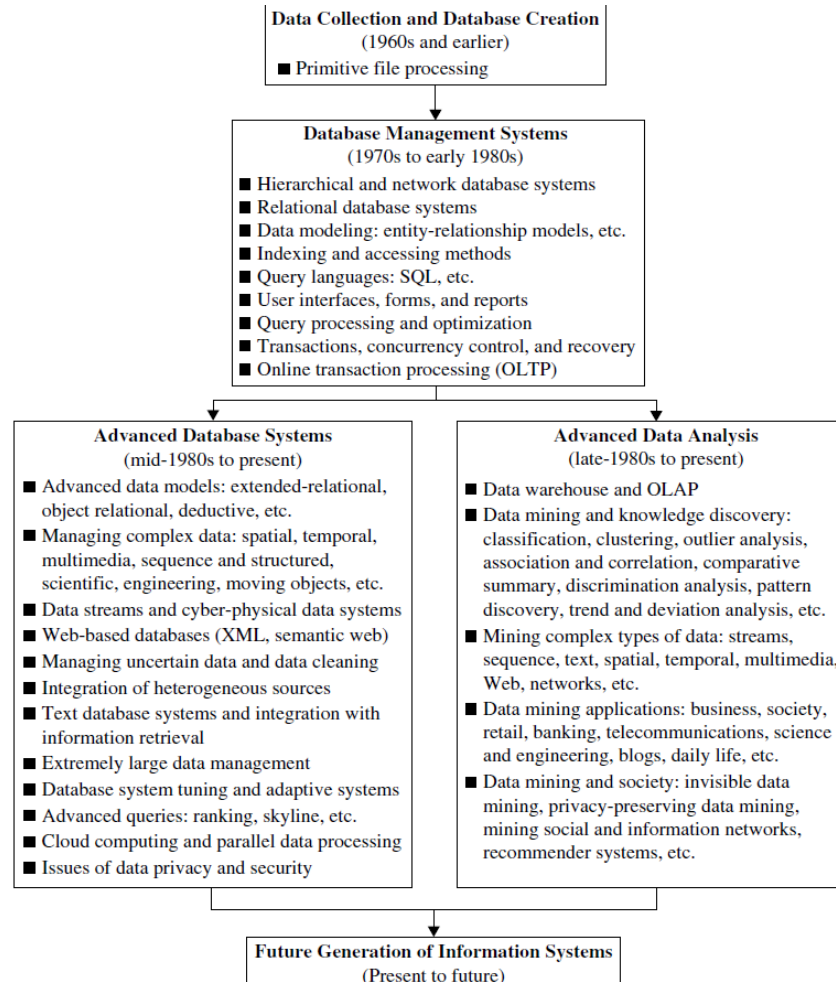 Data Collection and Database Creation
(1960s and earlier)
■ Primitive file processing
Database Management Systems
(1970s to early 1980s)
■ Hierarchical and network database systems
■ Relational database systems
■ Data modeling: entity-relationship models, etc.
■ Indexing and accessing methods
■ Query languages: SQL, etc.
■ User interfaces, forms, and reports
■ Query processing and optimization
■ Transactions, concurrency control, and recovery
■ Online transaction processing (OLTP)
Advanced Database Systems
(mid-1980s to present)
■ Advanced data models: extended-relational,
object relational, deductive, etc.
■ Managing complex data: spatial, temporal,
multimedia, sequence and structured,
scientific, engineering, moving objects, etc.
■ Data streams and cyber-physical data systems
■ Web-based databases (XML, semantic web)
■ Managing uncertain data and data cleaning
■ Integration of heterogeneous sources
■ Text database systems and integration with
information retrieval
■ Extremely large data management
■ Database system tuning and adaptive systems
■ Advanced queries: ranking, skyline, etc.
■ Cloud computing and parallel data processing
■ Issues of data privacy and security
Advanced Data Analysis
(late-1980s to present)
■ Data warehouse and OLAP
■ Data mining and knowledge discovery:
classification, clustering, outlier analysis,
association and correlation, comparative
summary, discrimination analysis, pattern
discovery, trend and deviation analysis, etc.
■ Mining complex types of data: streams,
sequence, text, spatial, temporal, multimedia,
Web, networks, etc.
■ Data mining applications: business, society,
retail, banking, telecommunications, science
and engineering, blogs, daily life, etc.
■ Data mining and society: invisible data
mining, privacy-preserving data mining,
mining social and information networks,
recommender systems, etc.
Future Generation of Information Systems
(Present to future)